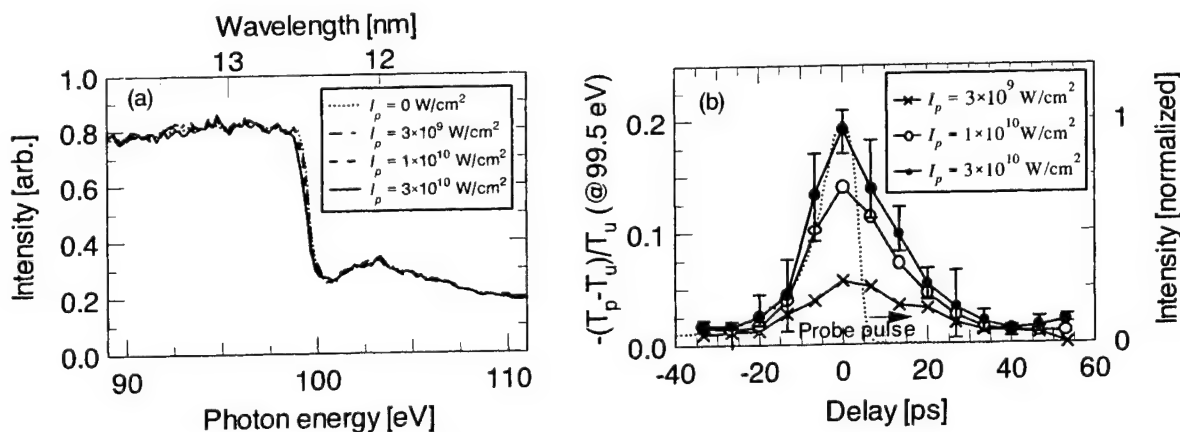 Wavelength [nm]
13 12
1.0
0.8
0.6
0.4
0.2
0.0
Intensity [arb.]
(a)
I_p = 0 W/cm²
I_p = 3×10⁹ W/cm²
I_p = 1×10¹⁰ W/cm²
I_p = 3×10¹⁰ W/cm²
90 100 110
Photon energy [eV]
(b)
I_p = 3×10⁹ W/cm²
I_p = 1×10¹⁰ W/cm²
I_p = 3×10¹⁰ W/cm²
0.2
0.1
0.0
-(T_p-T_u)/T_u (@99.5 eV)
Probe pulse
1
0
Intensity [normalized]
-40 -20 0 20 40 60
Delay [ps]